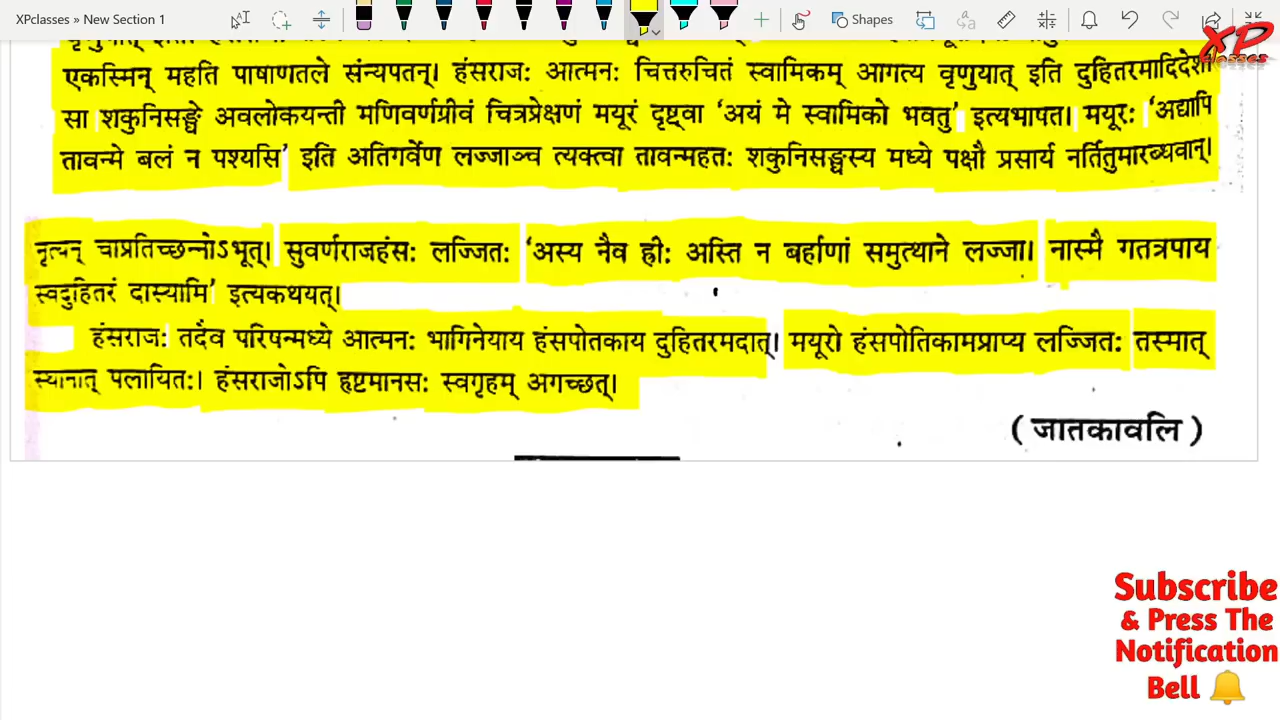 XPclasses » New Section 1
Shapes
XP
classes
एकस्मिन् महति पाषाणतले संन्यपतन्। हंसराजः आत्मनः चित्तरुचितं स्वामिकम् आगत्य वृणुयात् इति दुहितरमादिदेश।
सा शकुनिसङ्घे अवलोकयन्ती मणिवर्णग्रीवं चित्रप्रेक्षणं मयूरं दृष्ट्वा ‘अयं मे स्वामिको भवतु’ इत्यभाषत। मयूरः ‘अद्यापि
तावन्मे बलं न पश्यसि’ इति अतिगर्वेण लज्जाञ्च त्यक्त्वा तावन्महतः शकुनिसङ्घस्य मध्ये पक्षौ प्रसार्य नर्तितुमारब्धवान्।
नृत्यन् चाप्रतिच्छन्नोऽभूत्। सुवर्णराजहंसः लज्जितः ‘अस्य नैव ह्रीः अस्ति न बर्हाणां समुत्थाने लज्जा। नास्मै गतत्रपाय
स्वदुहितरं दास्यामि’ इत्यकथयत्।
हंसराजः तदैव परिषन्मध्ये आत्मनः भागिनेयाय हंसपोतकाय दुहितरमदात्। मयूरो हंसपोतिकामप्राप्य लज्जितः तस्मात्
स्थानात् पलायितः। हंसराजोऽपि हृष्टमानसः स्वगृहम् अगच्छत्।
(जातकावलि)
Subscribe
& Press The
Notification
Bell